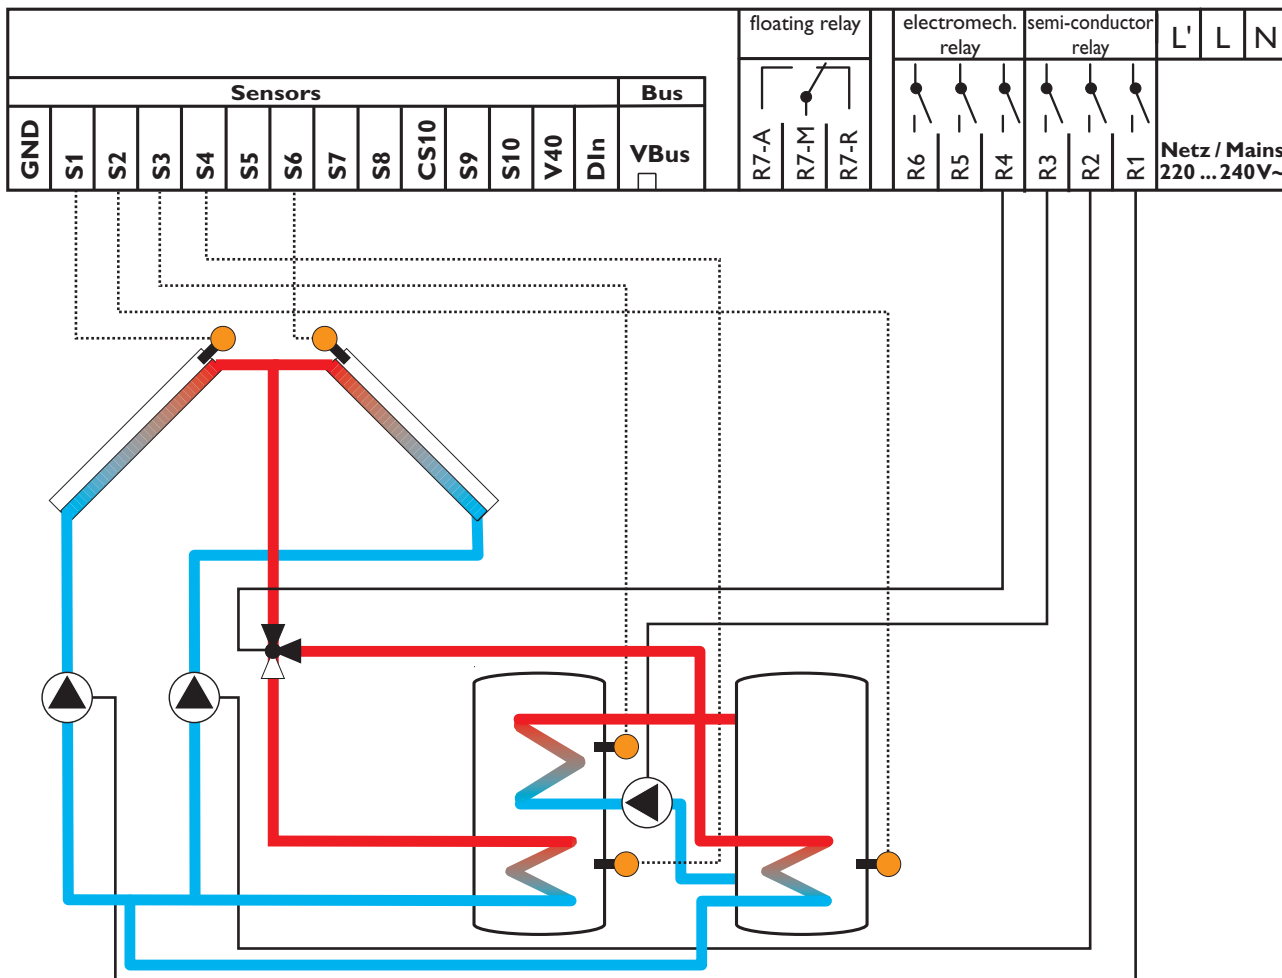 floating relay
electromech. relay
semi-conductor relay
L' L N
Sensors
Bus
GND S1 S2 S3 S4 S5 S6 S7 S8 CS10 S9 S10 V40 DIn
VBus
R7-A R7-M R7-R
R6 R5 R4 R3 R2 R1
Netz / Mains
220 ... 240V~